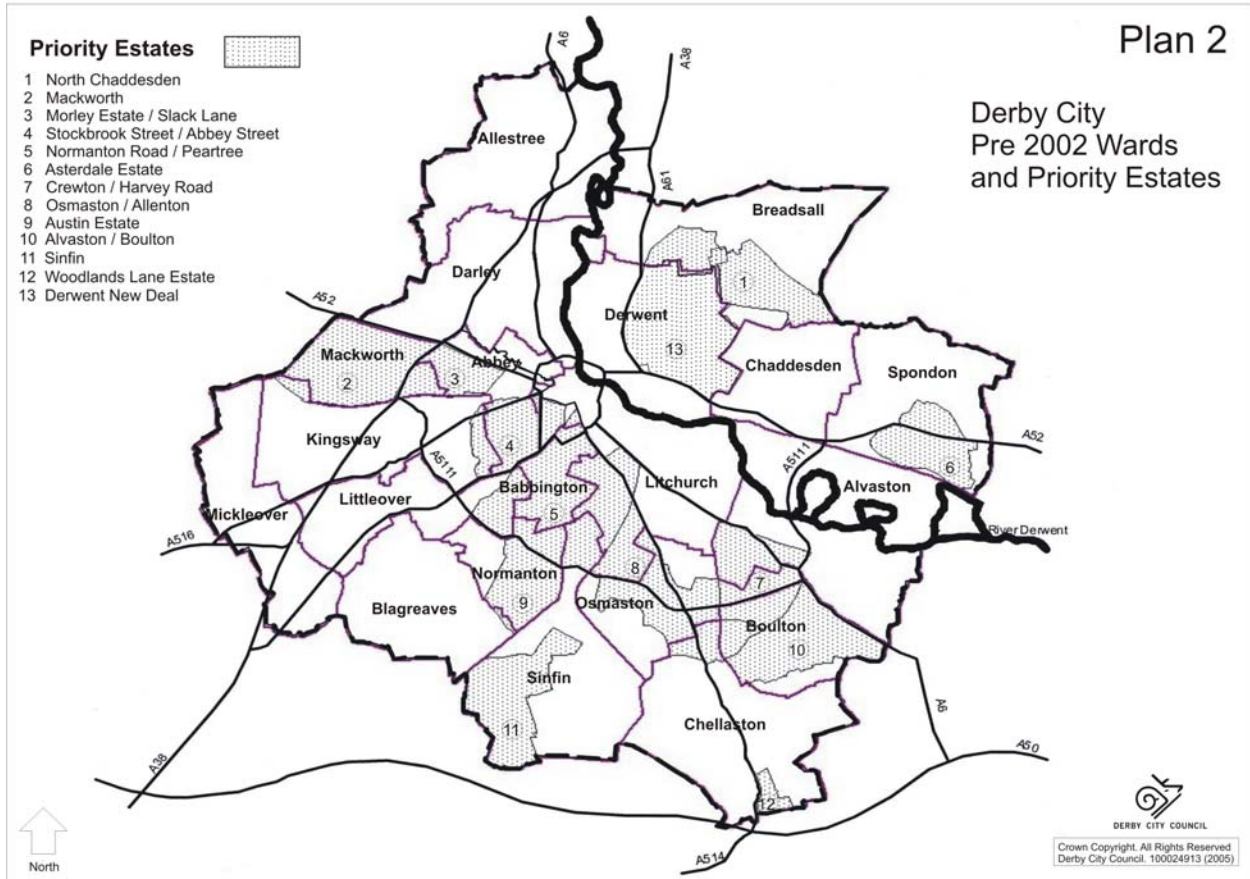 Priority Estates
1 North Chaddesden
2 Mackworth
3 Morley Estate / Slack Lane
4 Stockbrook Street / Abbey Street
5 Normanton Road / Peartree
6 Asterdale Estate
7 Crewton / Harvey Road
8 Osmaston / Allenton
9 Austin Estate
10 Alvaston / Boulton
11 Sinfin
12 Woodlands Lane Estate
13 Derwent New Deal
Plan 2
Derby City
Pre 2002 Wards
and Priority Estates
A6
A38
Allestree
A61
Breadsall
Darley
1
A52
Derwent
Mackworth
Abbey
13
Chaddesden
Spondon
2
3
Kingsway
4
A52
A5111
A5111
6
Babbington
Litchurch
Alvaston
Littleover
5
Mickleover
River Derwent
A516
Normanton
8
7
Blagreaves
9
Osmaston
Boulton
10
Sinfin
11
Chellaston
A6
A38
A50
12
A514
North
DERBY CITY COUNCIL
Crown Copyright. All Rights Reserved
Derby City Council. 100024913 (2005)